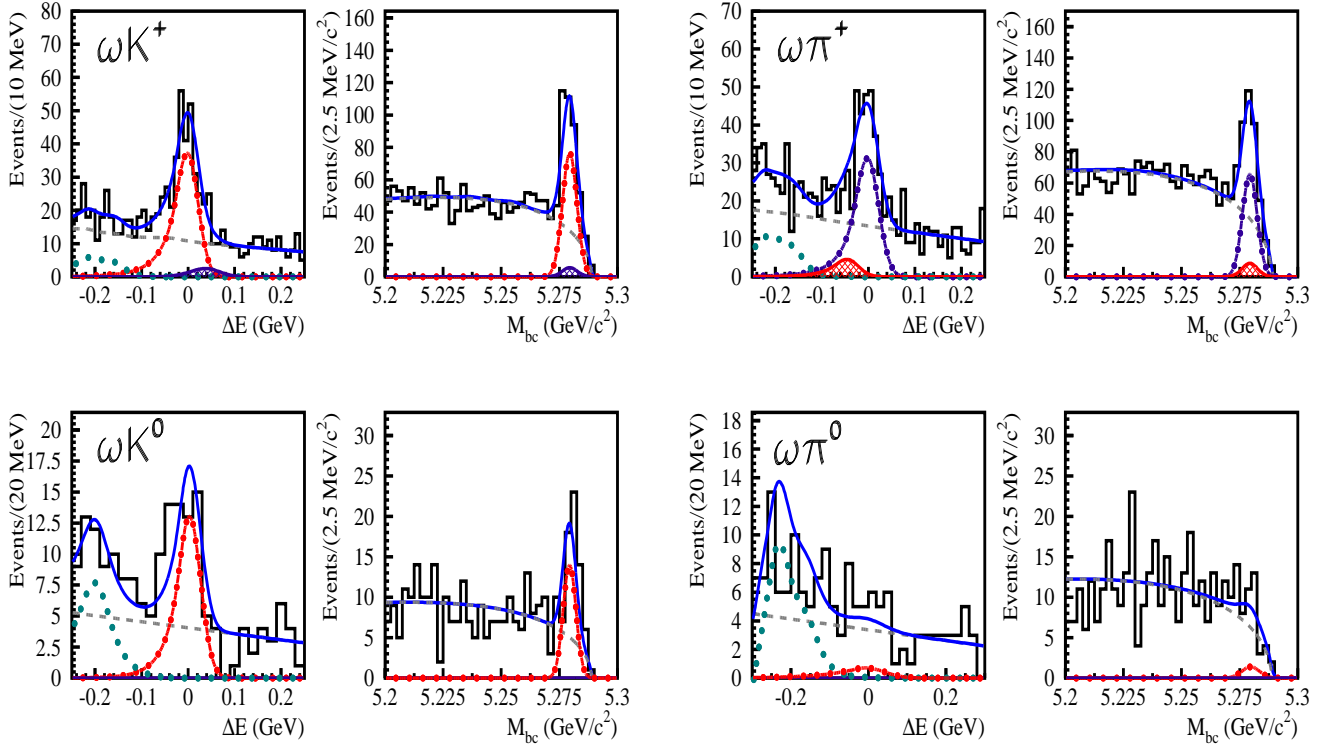 ωK⁺
Events/(10 MeV)
80
70
60
50
40
30
20
10
0
-0.2 -0.1 0 0.1 0.2
ΔE (GeV)
Events/(2.5 MeV/c²)
160
140
120
100
80
60
40
20
0
5.2 5.225 5.25 5.275 5.3
M_bc (GeV/c²)
ωπ⁺
Events/(10 MeV)
70
60
50
40
30
20
10
0
-0.2 -0.1 0 0.1 0.2
ΔE (GeV)
Events/(2.5 MeV/c²)
160
140
120
100
80
60
40
20
0
5.2 5.225 5.25 5.275 5.3
M_bc (GeV/c²)
ωK⁰
Events/(20 MeV)
20
17.5
15
12.5
10
7.5
5
2.5
0
-0.2 -0.1 0 0.1 0.2
ΔE (GeV)
Events/(2.5 MeV/c²)
30
25
20
15
10
5
0
5.2 5.225 5.25 5.275 5.3
M_bc (GeV/c²)
ωπ⁰
Events/(20 MeV)
18
16
14
12
10
8
6
4
2
0
-0.2 0 0.2
ΔE (GeV)
Events/(2.5 MeV/c²)
30
25
20
15
10
5
0
5.2 5.225 5.25 5.275 5.3
M_bc (GeV/c²)